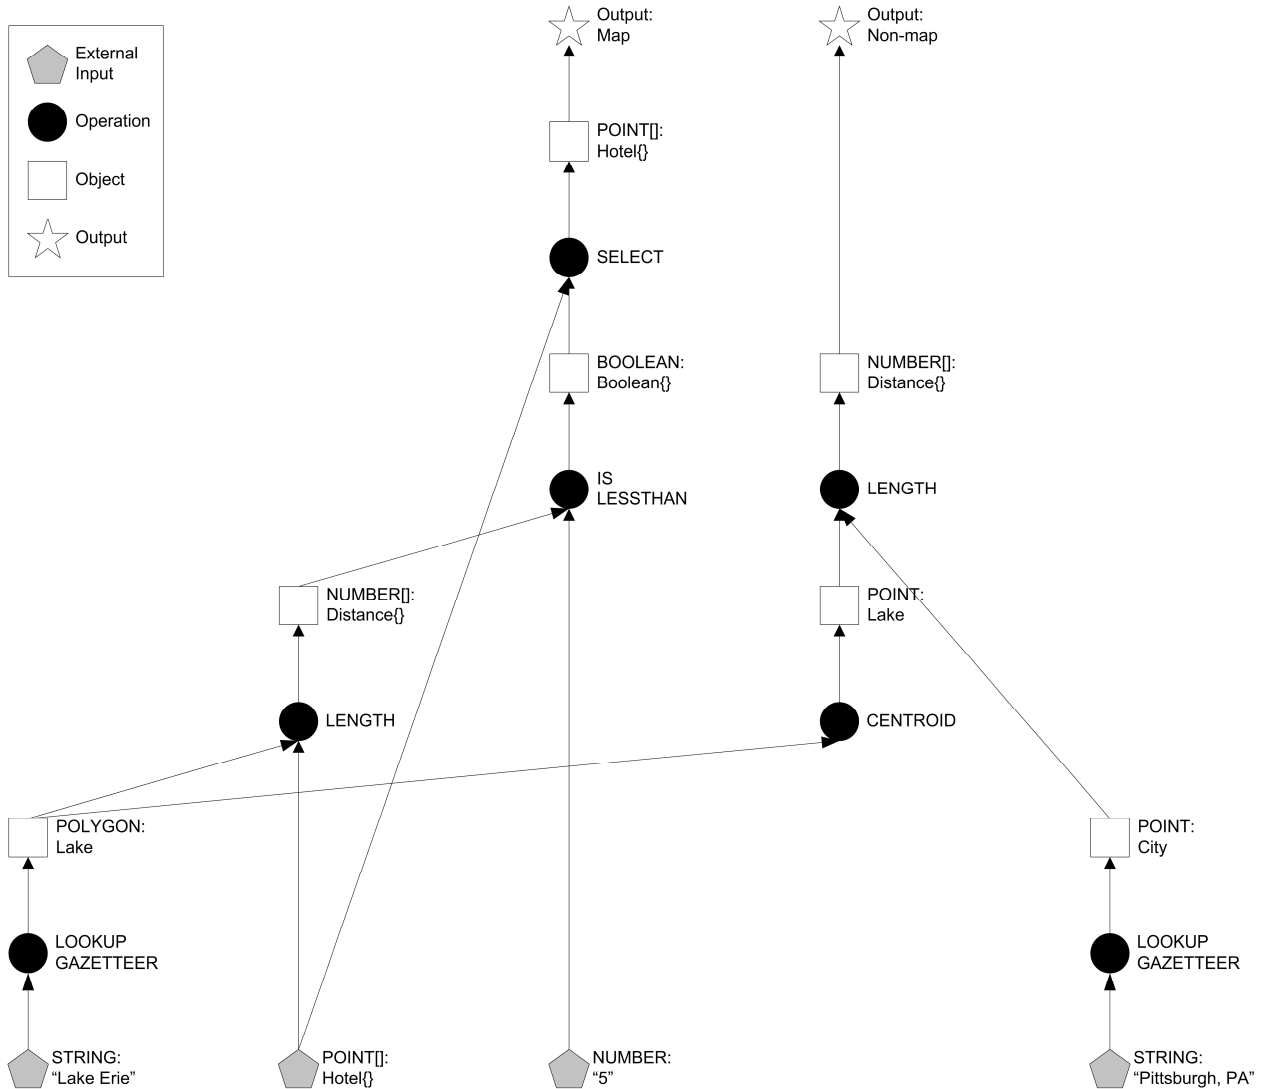 External
Input
Operation
Object
Output
Output:
Map
Output:
Non-map
POINT[]:
Hotel{}
SELECT
BOOLEAN:
Boolean{}
NUMBER[]:
Distance{}
IS
LESSTHAN
LENGTH
NUMBER[]:
Distance{}
POINT:
Lake
LENGTH
CENTROID
POLYGON:
Lake
POINT:
City
LOOKUP
GAZETTEER
LOOKUP
GAZETTEER
STRING:
“Lake Erie”
POINT[]:
Hotel{}
NUMBER:
“5”
STRING:
“Pittsburgh, PA”